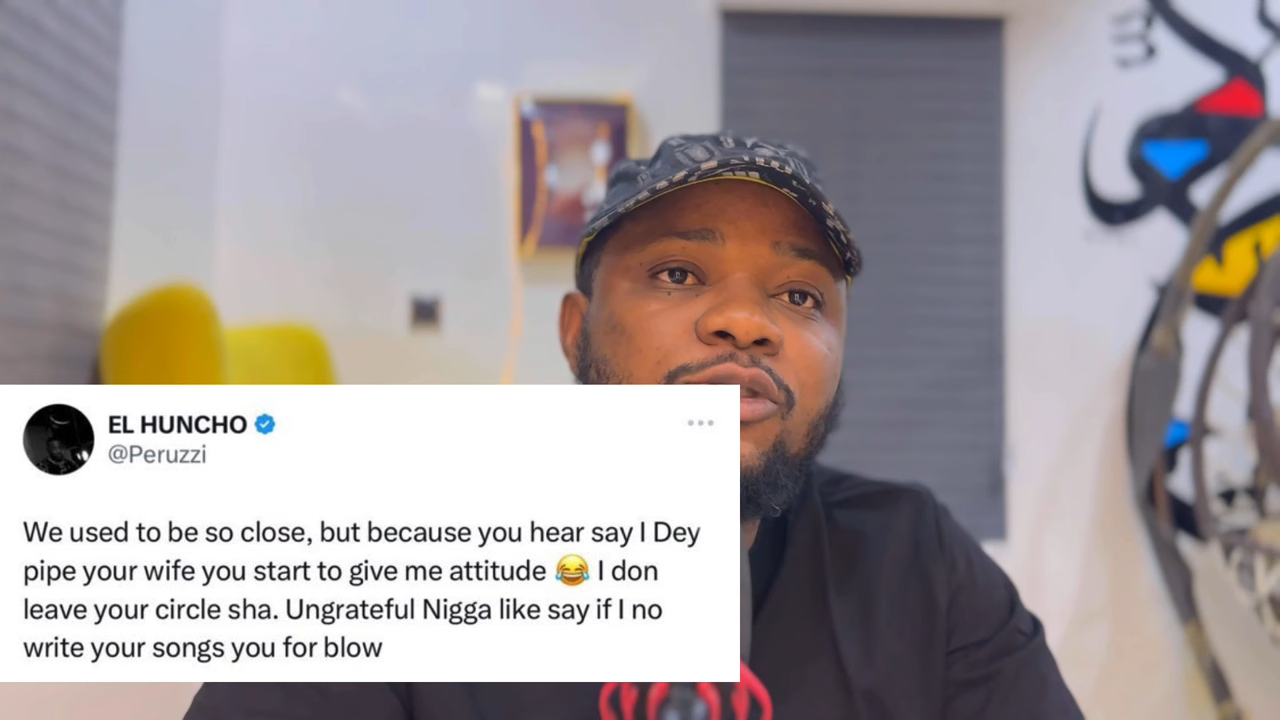 EL HUNCHO
@Peruzzi
We used to be so close, but because you hear say I Dey
pipe your wife you start to give me attitude 😂 I don
leave your circle sha. Ungrateful Nigga like say if I no
write your songs you for blow